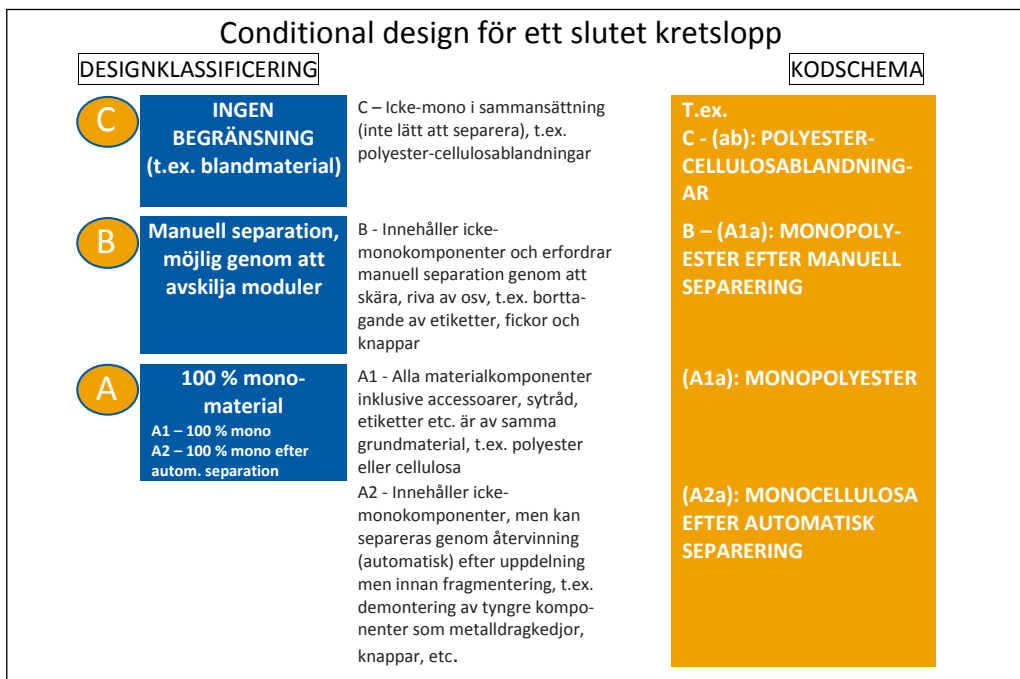 Conditional design för ett slutet kretslopp
DESIGNKLASSIFICERING
KODSCHEMA
C
INGEN
BEGRÄNSNING
(t.ex. blandmaterial)
C – Icke-mono i sammansättning
(inte lätt att separera), t.ex.
polyester-cellulosablandningar
T.ex.
C - (ab): POLYESTER-
CELLULOSABLANDNING-
AR
B
Manuell separation,
möjlig genom att
avskilja moduler
B - Innehåller icke-
monokomponenter och erfordrar
manuell separation genom att
skära, riva av osv, t.ex. bortta-
gande av etiketter, fickor och
knappar
B – (A1a): MONOPOLY-
ESTER EFTER MANUELL
SEPARERING
A
100 % mono-
material
A1 – 100 % mono
A2 – 100 % mono efter
autom. separation
A1 - Alla materialkomponenter
inklusive accessoarer, sytråd,
etiketter etc. är av samma
grundmaterial, t.ex. polyester
eller cellulosa
(A1a): MONOPOLYESTER
A2 - Innehåller icke-
monokomponenter, men kan
separeras genom återvinning
(automatisk) efter uppdelning
men innan fragmentering, t.ex.
demontering av tyngre kompo-
nenter som metalldragkedjor,
knappar, etc.
(A2a): MONOCELLULOSA
EFTER AUTOMATISK
SEPARERING